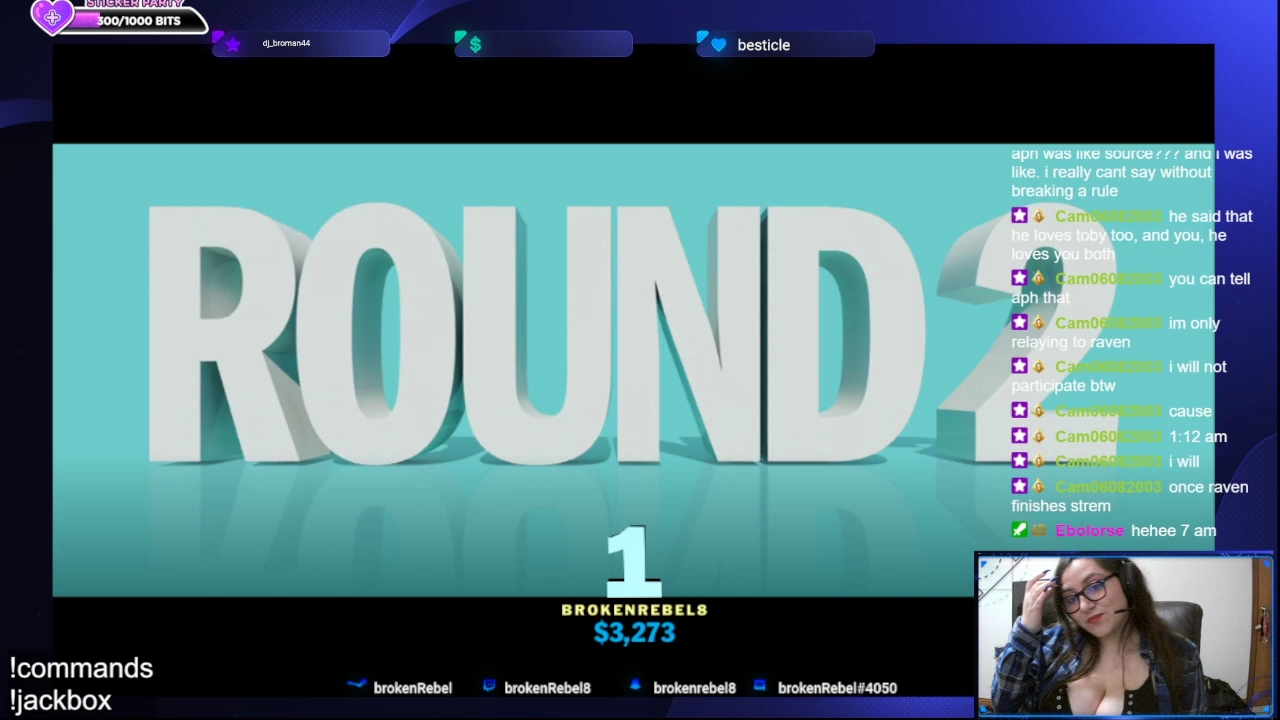 STICKER PARTY
300/1000 BITS
dj_broman44
$
besticle
ROUND 2
aph was like source??? and i was
like. i really cant say without
breaking a rule
Cam06082003 he said that
he loves toby too, and you, he
loves you both
Cam06082003 you can tell
aph that
Cam06082003 im only
relaying to raven
Cam06082003 i will not
participate btw
Cam06082003 cause
Cam06082003 1:12 am
Cam06082003 i will
Cam06082003 once raven
finishes strem
Ebolorse hehee 7 am
1
BROKENREBEL8
$3,273
!commands
!jackbox
brokenRebel
brokenRebel8
brokenrebel8
brokenRebel#4050